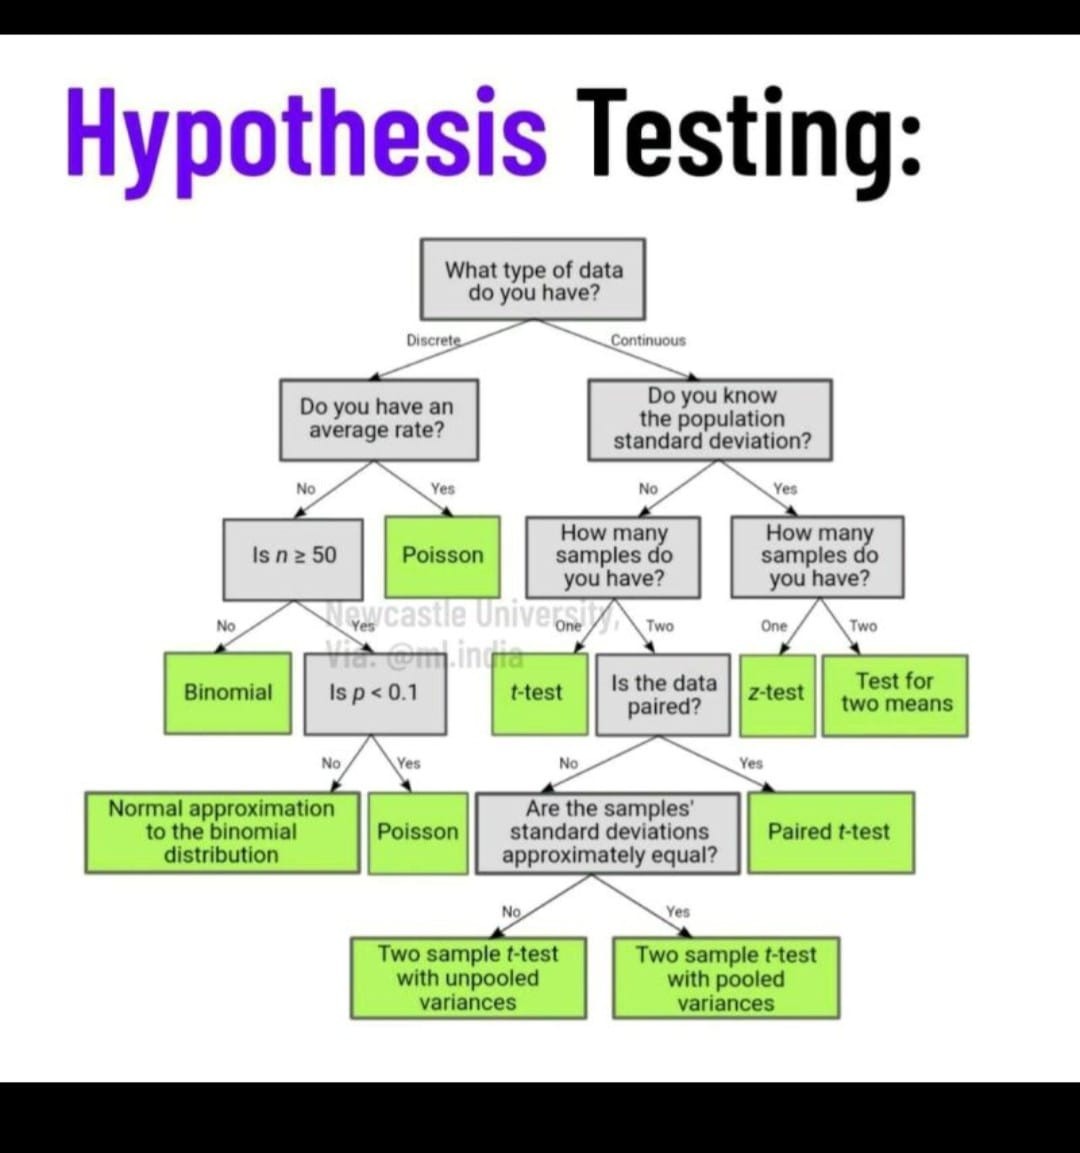 Hypothesis Testing:
What type of data
do you have?
Discrete
Continuous
Do you have an
average rate?
Do you know
the population
standard deviation?
No
Yes
No
Yes
Is n ≥ 50
Poisson
How many
samples do
you have?
How many
samples do
you have?
Newcastle University,
Via: @ml.india
No
Yes
One
Two
One
Two
Binomial
Is p < 0.1
t-test
Is the data
paired?
z-test
Test for
two means
No
Yes
No
Yes
Normal approximation
to the binomial
distribution
Poisson
Are the samples'
standard deviations
approximately equal?
Paired t-test
No
Yes
Two sample t-test
with unpooled
variances
Two sample t-test
with pooled
variances